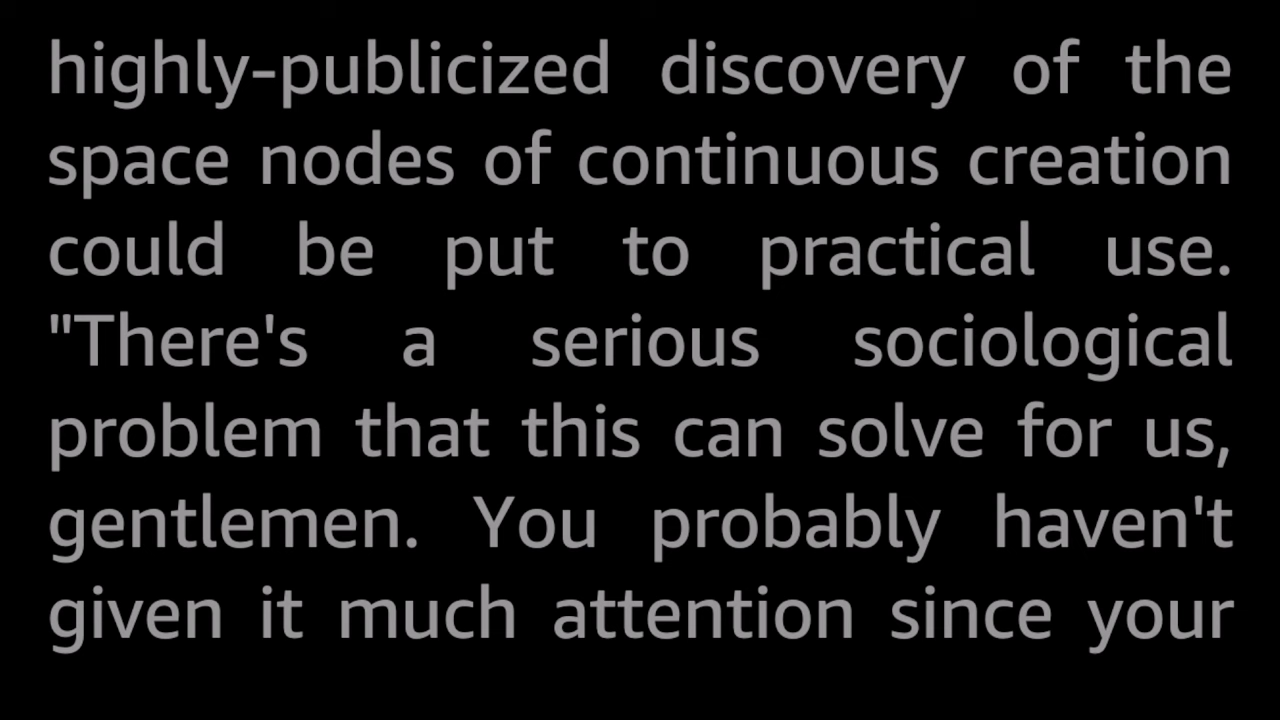 highly-publicized discovery of the
space nodes of continuous creation
could be put to practical use.
"There's a serious sociological
problem that this can solve for us,
gentlemen. You probably haven't
given it much attention since your